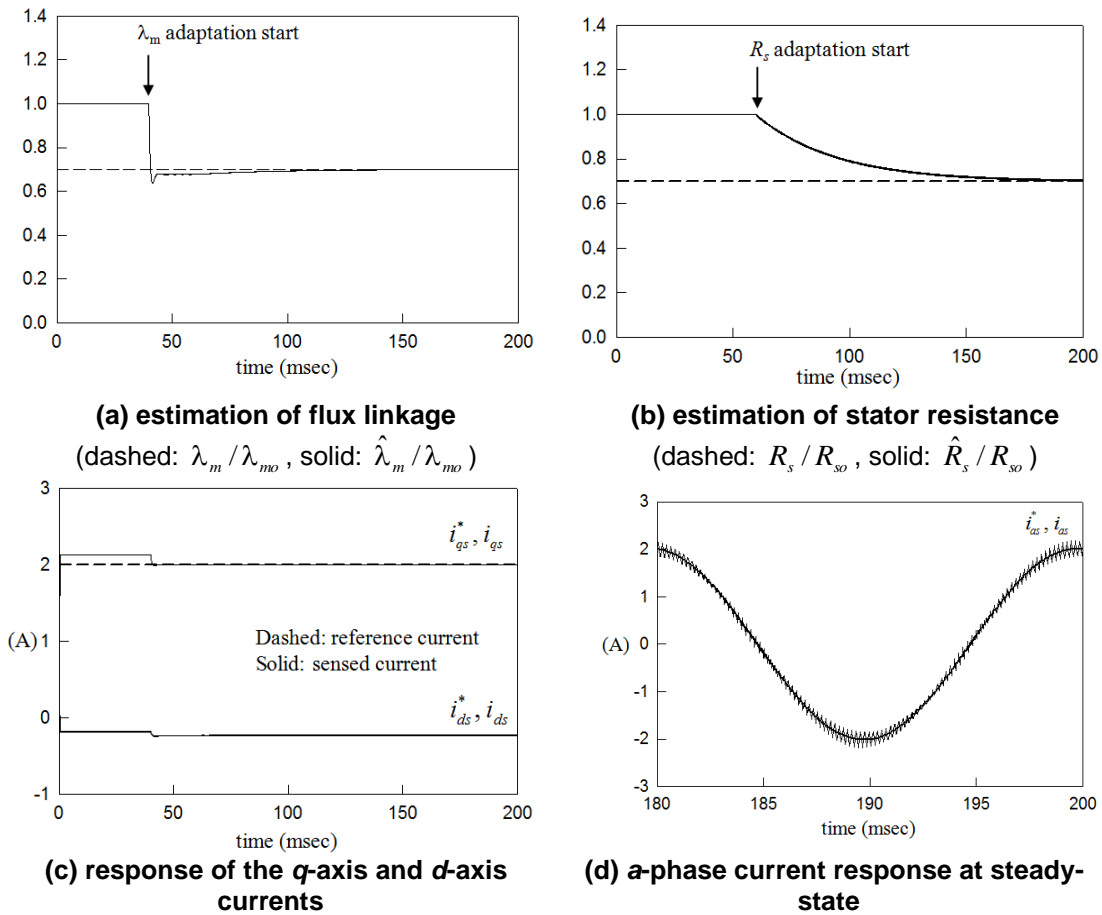 1.4
1.2
1.0
0.8
0.6
0.4
0.2
0.0
λm adaptation start
0
50
100
150
200
time (msec)
(a) estimation of flux linkage
(dashed: λm / λmo , solid: λ̂m / λmo )
1.4
1.2
1.0
0.8
0.6
0.4
0.2
0.0
Rs adaptation start
0
50
100
150
200
time (msec)
(b) estimation of stator resistance
(dashed: Rs / Rso , solid: R̂s / Rso )
3
2
1
0
-1
(A)
i*qs , iqs
Dashed: reference current
Solid: sensed current
i*ds , ids
0
50
100
150
200
time (msec)
(c) response of the q-axis and d-axis
currents
3
2
1
0
-1
-2
-3
(A)
i*as , ias
180
185
190
195
200
time (msec)
(d) a-phase current response at steady-
state